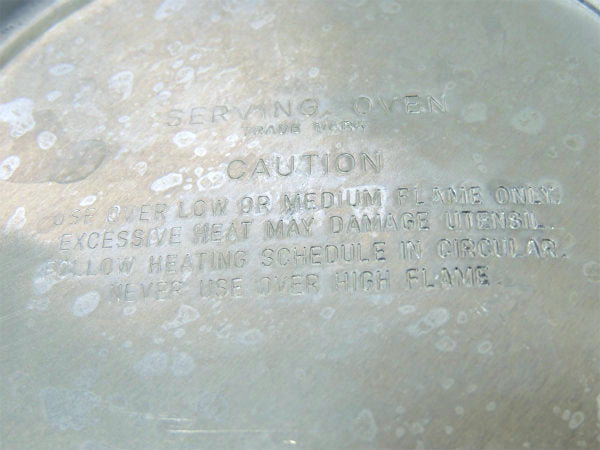 SERVING OVEN
TRADE MARK
CAUTION
USE OVER LOW OR MEDIUM FLAME ONLY.
EXCESSIVE HEAT MAY DAMAGE UTENSIL.
FOLLOW HEATING SCHEDULE IN CIRCULAR.
NEVER USE OVER HIGH FLAME.